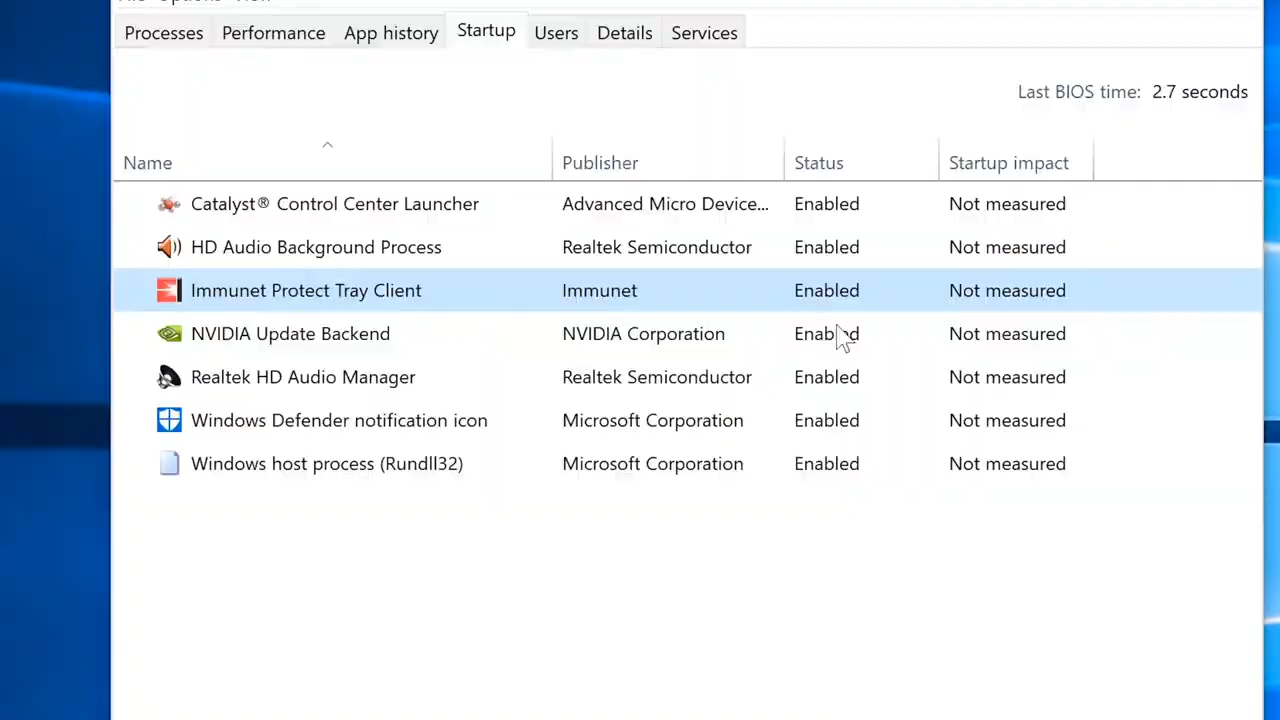 Processes Performance App history Startup Users Details Services
Last BIOS time: 2.7 seconds
Name Publisher Status Startup impact
Catalyst® Control Center Launcher Advanced Micro Device... Enabled Not measured
HD Audio Background Process Realtek Semiconductor Enabled Not measured
Immunet Protect Tray Client Immunet Enabled Not measured
NVIDIA Update Backend NVIDIA Corporation Enabled Not measured
Realtek HD Audio Manager Realtek Semiconductor Enabled Not measured
Windows Defender notification icon Microsoft Corporation Enabled Not measured
Windows host process (Rundll32) Microsoft Corporation Enabled Not measured